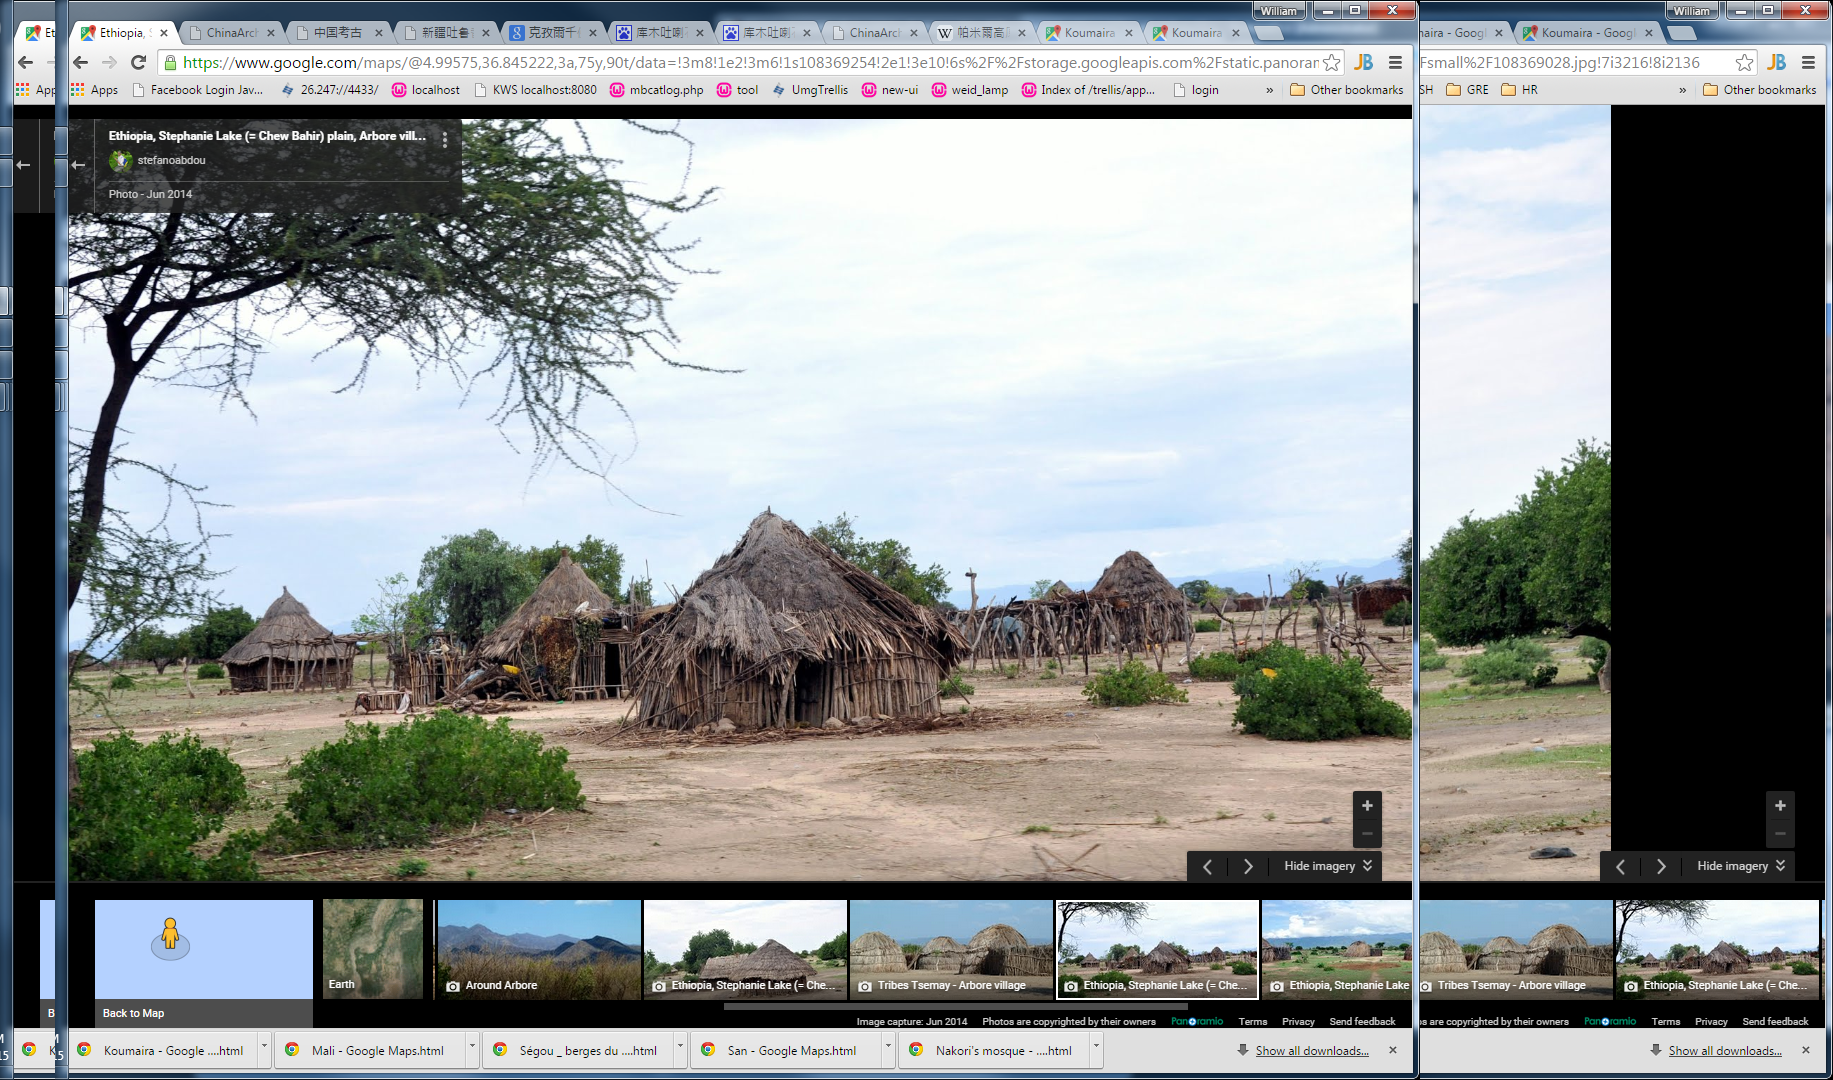 William
William
Ethiopia, S
ChinaArch
中国考古
新疆吐鲁
克孜爾千
库木吐喇
库木吐喇
ChinaArch
帕米爾高
Koumaira
Koumaira
naira - Googl
Koumaira - Googl
https://www.google.com/maps/@4.99575,36.845222,3a,75y,90t/data=!3m8!1e2!3m6!1s108369254!2e1!3e10!6s%2F%2Fstorage.googleapis.com%2Fstatic.panoran
JB
Fsmall%2F108369028.jpg!7i3216!8i2136
JB
App
Apps
Facebook Login Jav...
26.247://4433/
localhost
KWS localhost:8080
mbcatlog.php
tool
UmgTrellis
new-ui
weid_lamp
Index of /trellis/app...
login
»
Other bookmarks
SH
GRE
HR
»
Other bookmarks
Ethiopia, Stephanie Lake (= Chew Bahir) plain, Arbore vill...
stefanoabdou
Photo - Jun 2014
Hide imagery
Hide imagery
Earth
Around Arbore
Ethiopia, Stephanie Lake (= Che...
Tribes Tsemay - Arbore village
Ethiopia, Stephanie Lake (= Che...
Ethiopia, Stephanie Lake
Tribes Tsemay - Arbore village
Ethiopia, Stephanie Lake (= Che...
B
Back to Map
Image capture: Jun 2014
Photos are copyrighted by their owners
Panoramio
Terms
Privacy
Send feedback
os are copyrighted by their owners
Panoramio
Terms
Privacy
Send feedback
Koumaira - Google ....html
Mali - Google Maps.html
Ségou _ berges du ....html
San - Google Maps.html
Nakori's mosque - ....html
Show all downloads...
Show all downloads...